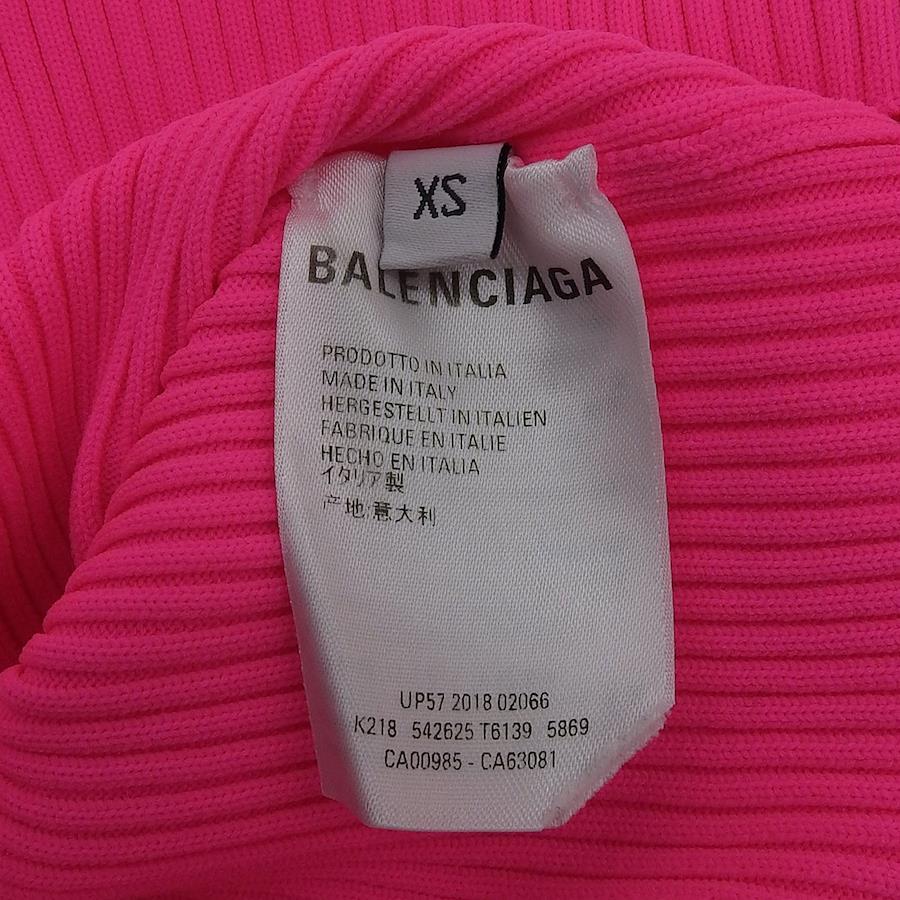 XS
BALENCIAGA
PRODOTTO IN ITALIA
MADE IN ITALY
HERGESTELLT IN ITALIEN
FABRIQUE EN ITALIE
HECHO EN ITALIA
イタリア製
产地:意大利
UP57 2018 02066
K218 542625 T6139 5869
CA00985 - CA63081